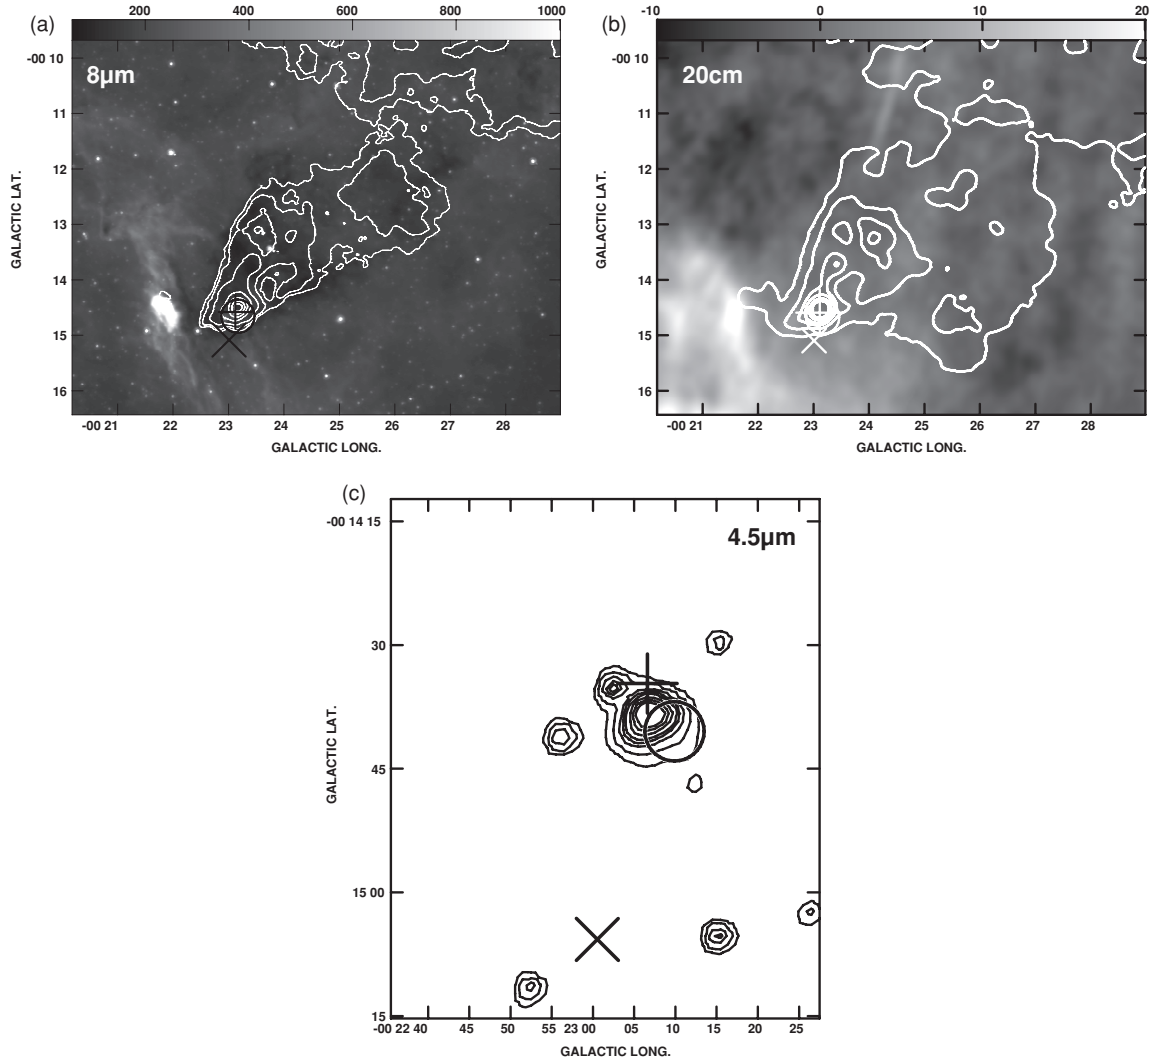 (a)
200 400 600 800 1000
8µm
-00 10
11
12
13
14
15
16
GALACTIC LAT.
-00 21 22 23 24 25 26 27 28
GALACTIC LONG.
(b)
-10 0 10 20
20cm
-00 10
11
12
13
14
15
16
GALACTIC LAT.
-00 21 22 23 24 25 26 27 28
GALACTIC LONG.
(c)
4.5µm
-00 14 15
30
45
15 00
15
GALACTIC LAT.
-00 22 40 45 50 55 23 00 05 10 15 20 25
GALACTIC LONG.